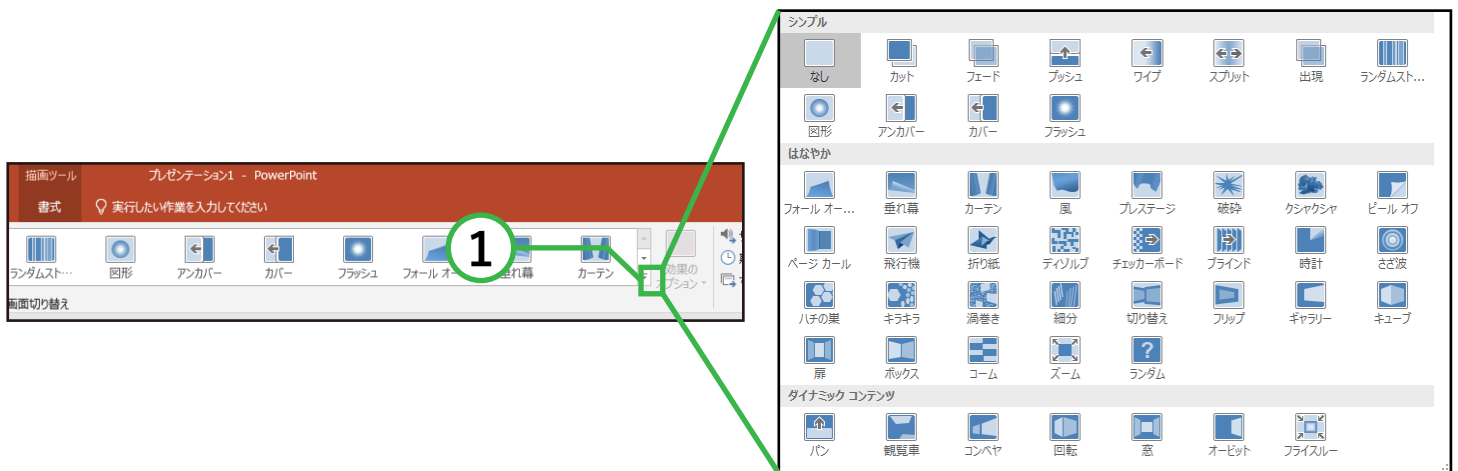 描画ツール
プレゼンテーション1 - PowerPoint
書式
実行したい作業を入力してください
ランダムスト…
図形
アンカバー
カバー
フラッシュ
フォール オー
1
垂れ幕
カーテン
効果の
オプション
画面切り替え
シンプル
なし
カット
フェード
プッシュ
ワイプ
スプリット
出現
ランダムスト...
図形
アンカバー
カバー
フラッシュ
はなやか
フォール オー...
垂れ幕
カーテン
風
プレステージ
破砕
クシャクシャ
ピール オフ
ページ カール
飛行機
折り紙
ディゾルブ
チェッカーボード
ブラインド
時計
さざ波
ハチの巣
キラキラ
渦巻き
細分
切り替え
フリップ
ギャラリー
キューブ
扉
ボックス
コーム
ズーム
?
ランダム
ダイナミック コンテンツ
パン
観覧車
コンベヤ
回転
窓
オービット
フライスルー